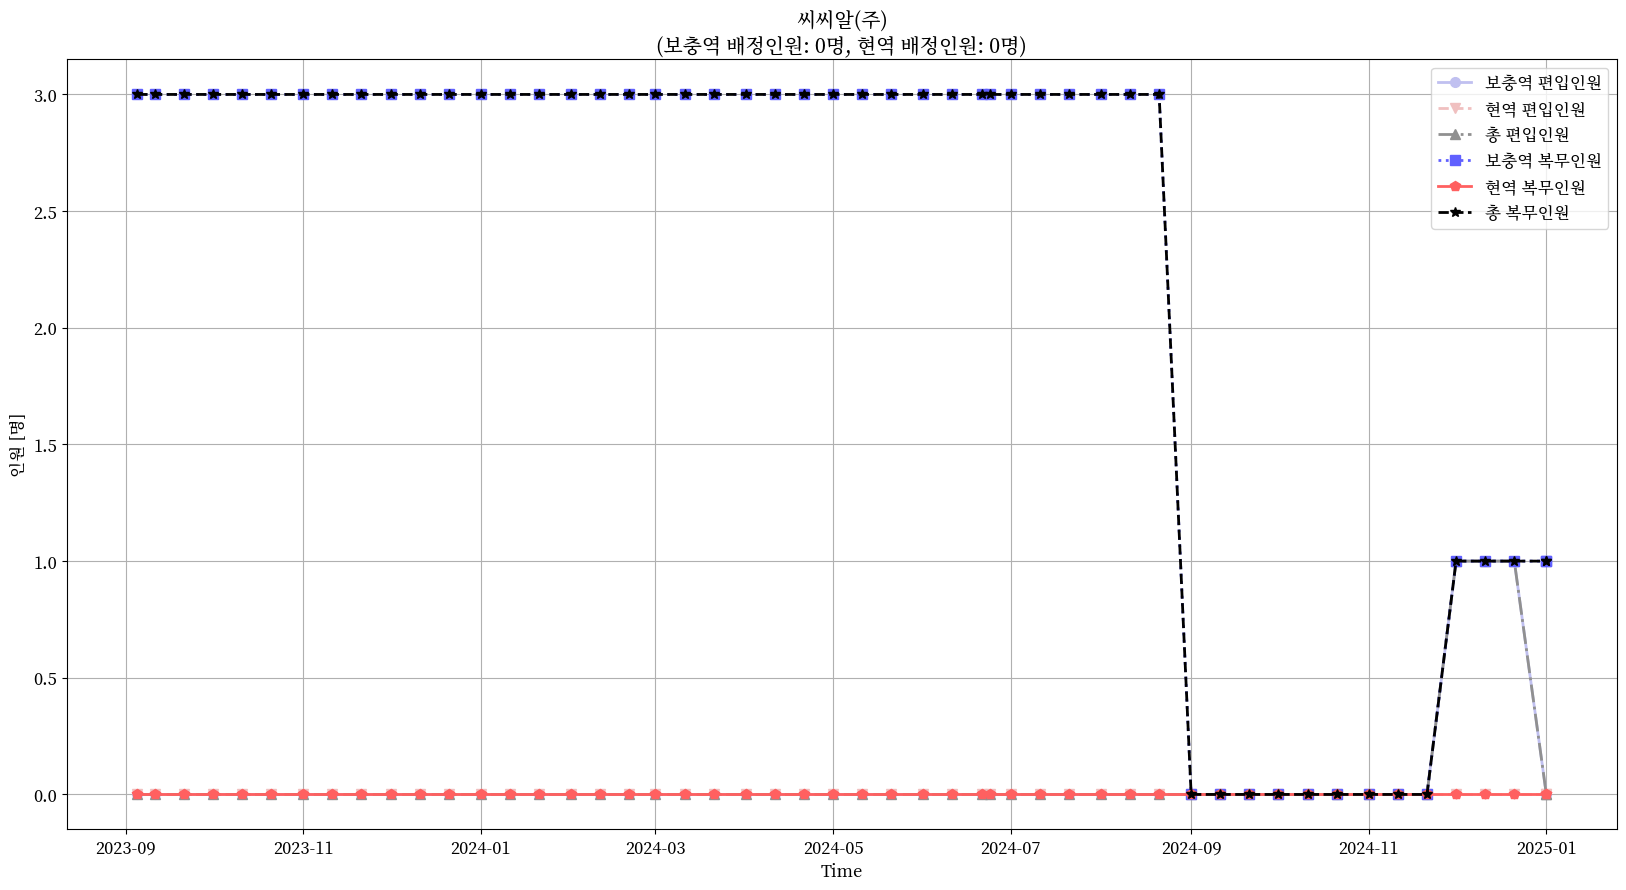 씨씨알(주)
(보충역 배정인원: 0명, 현역 배정인원: 0명)
3.0
2.5
2.0
1.5
1.0
0.5
0.0
인원 [명]
보충역 편입인원
현역 편입인원
총 편입인원
보충역 복무인원
현역 복무인원
총 복무인원
2023-09
2023-11
2024-01
2024-03
2024-05
2024-07
2024-09
2024-11
2025-01
Time